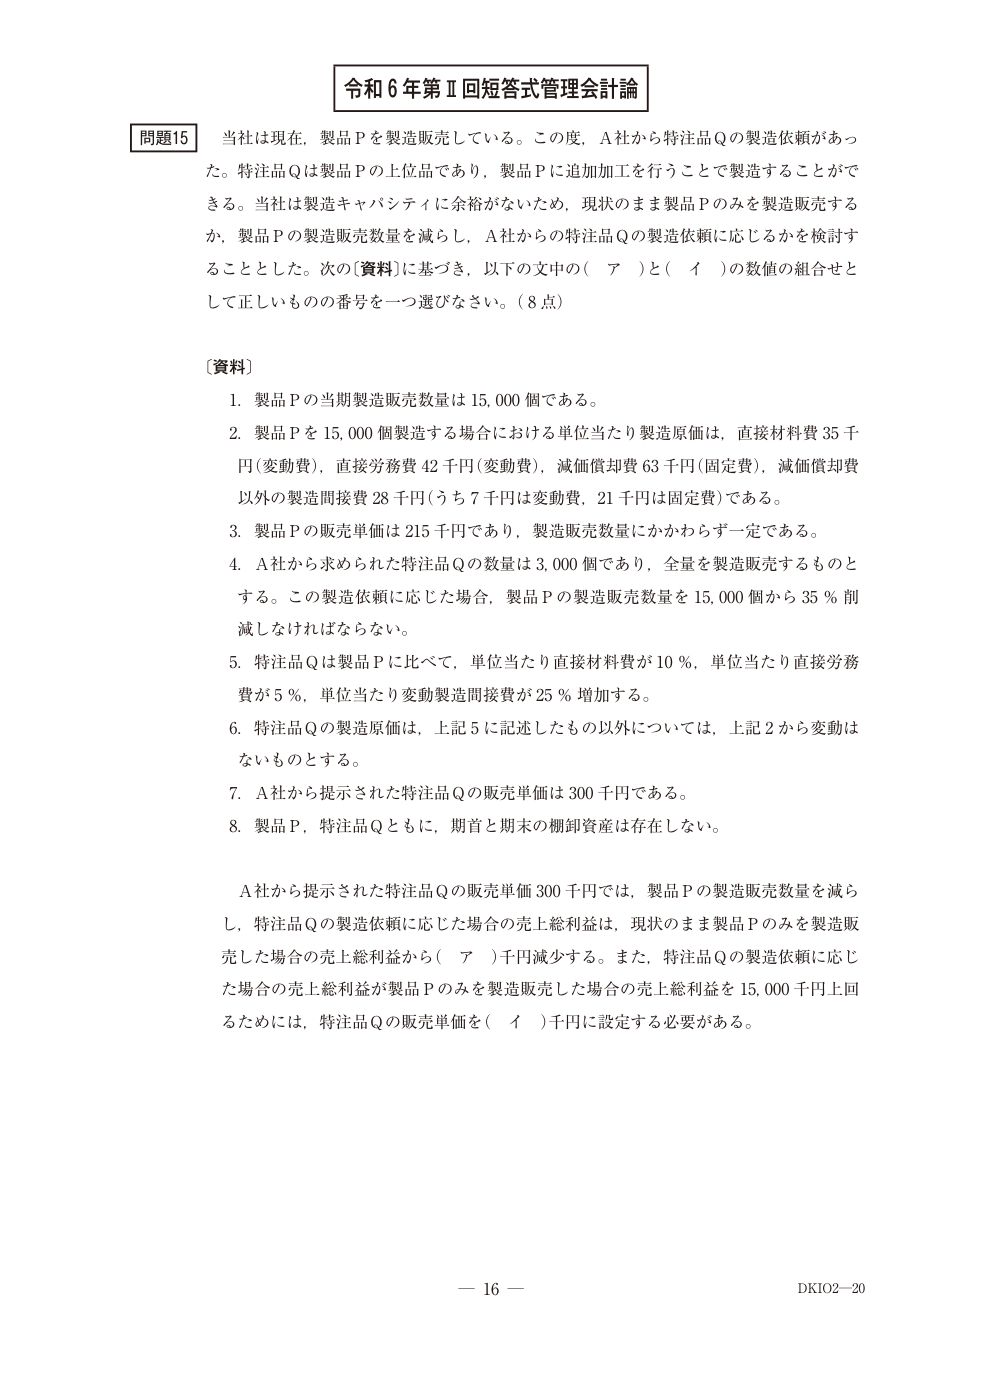 令和6年第Ⅱ回短答式管理会計論
問題15 当社は現在，製品Ｐを製造販売している。この度，Ａ社から特注品Ｑの製造依頼があっ
た。特注品Ｑは製品Ｐの上位品であり，製品Ｐに追加加工を行うことで製造することがで
きる。当社は製造キャパシティに余裕がないため，現状のまま製品Ｐのみを製造販売する
か，製品Ｐの製造販売数量を減らし，Ａ社からの特注品Ｑの製造依頼に応じるかを検討す
ることとした。次の〔資料〕に基づき，以下の文中の(　ア　)と(　イ　)の数値の組合せと
して正しいものの番号を一つ選びなさい。(８点)
〔資料〕
1. 製品Ｐの当期製造販売数量は 15,000 個である。
2. 製品Ｐを 15,000 個製造する場合における単位当たり製造原価は，直接材料費 35 千
円(変動費)，直接労務費 42 千円(変動費)，減価償却費 63 千円(固定費)，減価償却費
以外の製造間接費 28 千円(うち 7 千円は変動費，21 千円は固定費)である。
3. 製品Ｐの販売単価は 215 千円であり，製造販売数量にかかわらず一定である。
4. Ａ社から求められた特注品Ｑの数量は 3,000 個であり，全量を製造販売するものと
する。この製造依頼に応じた場合，製品Ｐの製造販売数量を 15,000 個から 35 % 削
減しなければならない。
5. 特注品Ｑは製品Ｐに比べて，単位当たり直接材料費が 10 %，単位当たり直接労務
費が 5 %，単位当たり変動製造間接費が 25 % 増加する。
6. 特注品Ｑの製造原価は，上記 5 に記述したもの以外については，上記 2 から変動は
ないものとする。
7. Ａ社から提示された特注品Ｑの販売単価は 300 千円である。
8. 製品Ｐ，特注品Ｑともに，期首と期末の棚卸資産は存在しない。
Ａ社から提示された特注品Ｑの販売単価 300 千円では，製品Ｐの製造販売数量を減ら
し，特注品Ｑの製造依頼に応じた場合の売上総利益は，現状のまま製品Ｐのみを製造販
売した場合の売上総利益から(　ア　)千円減少する。また，特注品Ｑの製造依頼に応じ
た場合の売上総利益が製品Ｐのみを製造販売した場合の売上総利益を 15,000 千円上回
るためには，特注品Ｑの販売単価を(　イ　)千円に設定する必要がある。
― 16 ―
DKIO2―20